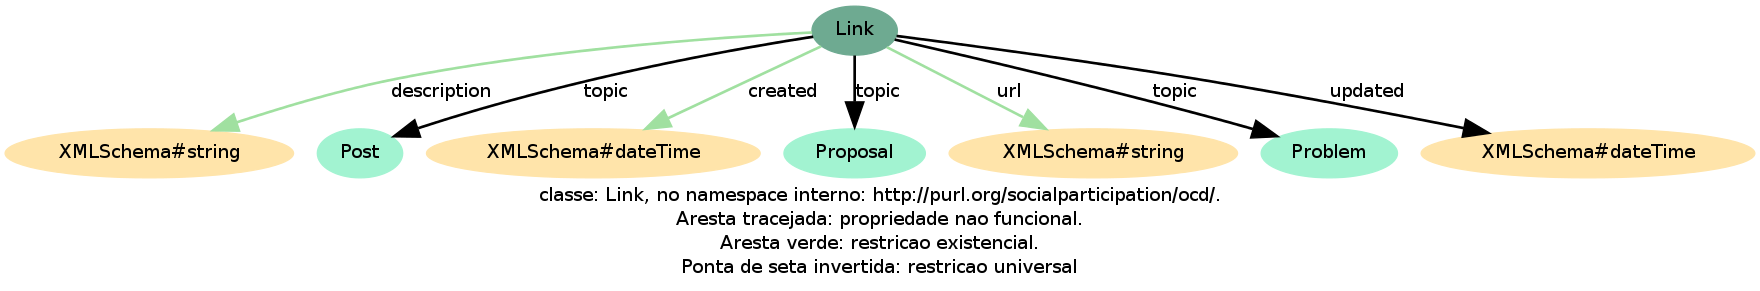 Link
description
topic
created
topic
url
topic
updated
XMLSchema#string
Post
XMLSchema#dateTime
Proposal
XMLSchema#string
Problem
XMLSchema#dateTime
classe: Link, no namespace interno: http://purl.org/socialparticipation/ocd/.
Aresta tracejada: propriedade nao funcional.
Aresta verde: restricao existencial.
Ponta de seta invertida: restricao universal